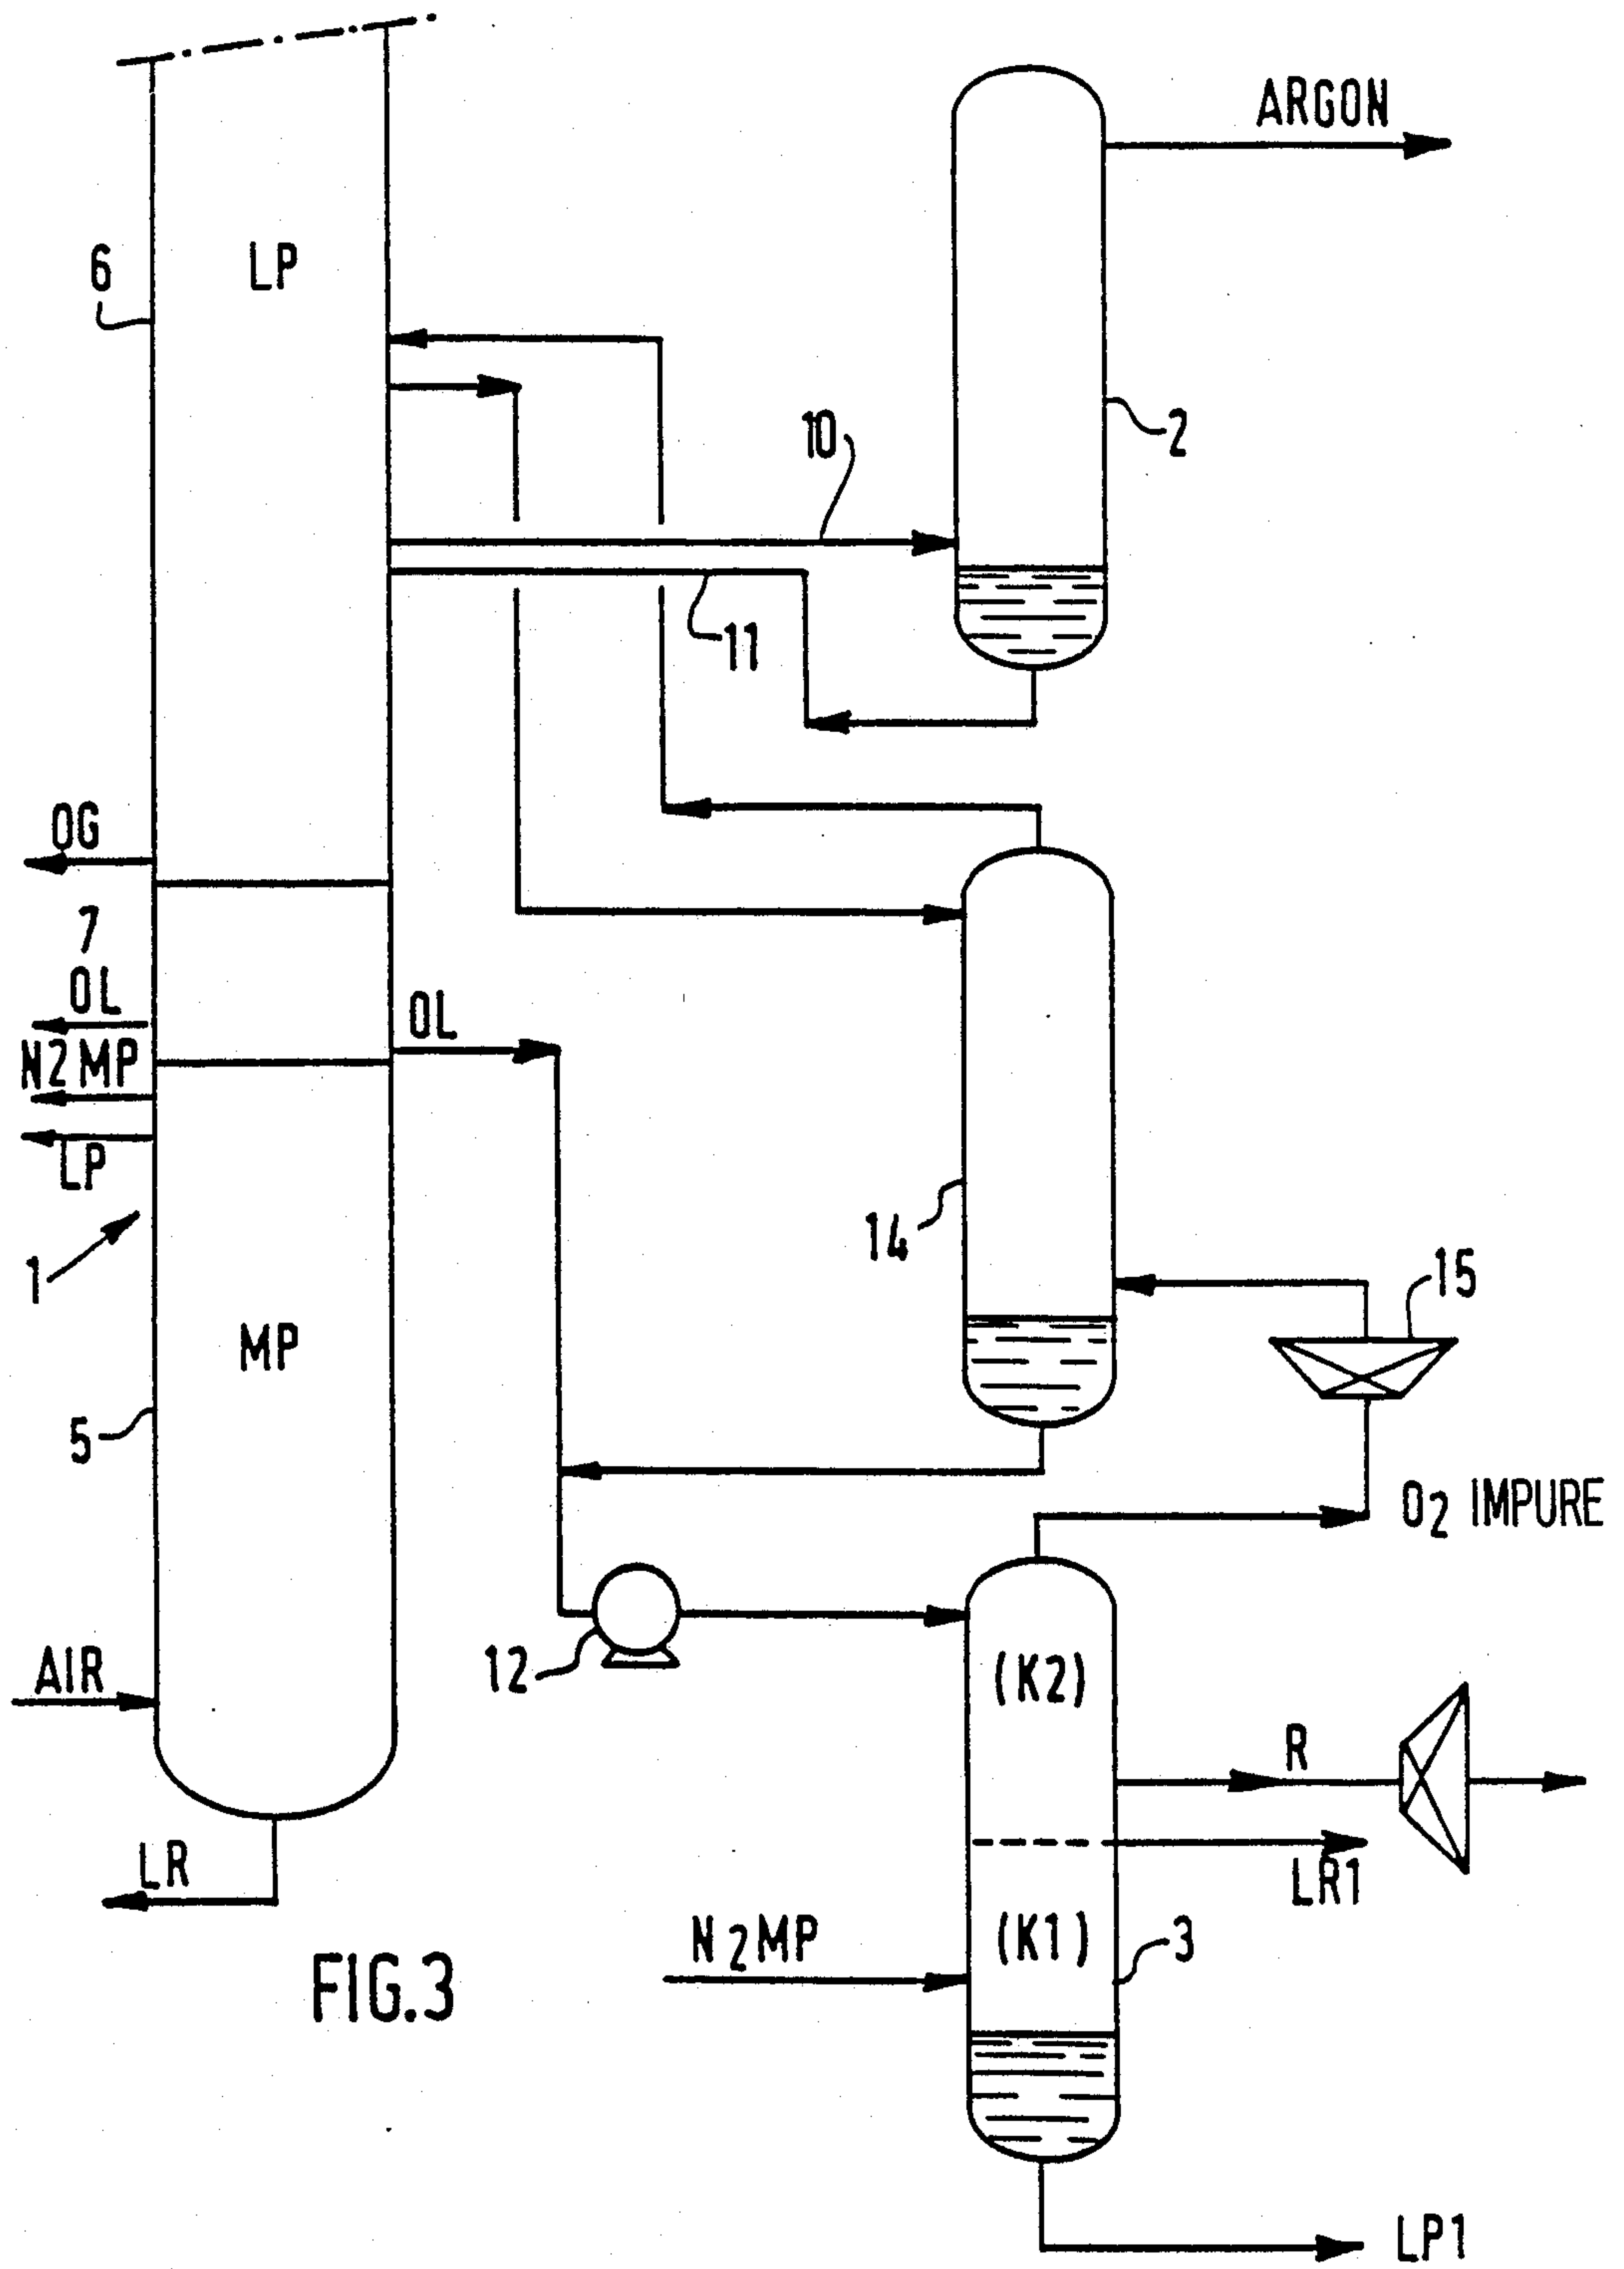 ARGON
6
LP
10
2
11
OG
7
OL
OL
N2 MP
LP
14
1
15
MP
5
O2 IMPURE
12
(K2)
AIR
R
LR
LR1
N2MP
(K1)
3
FIG.3
LP1